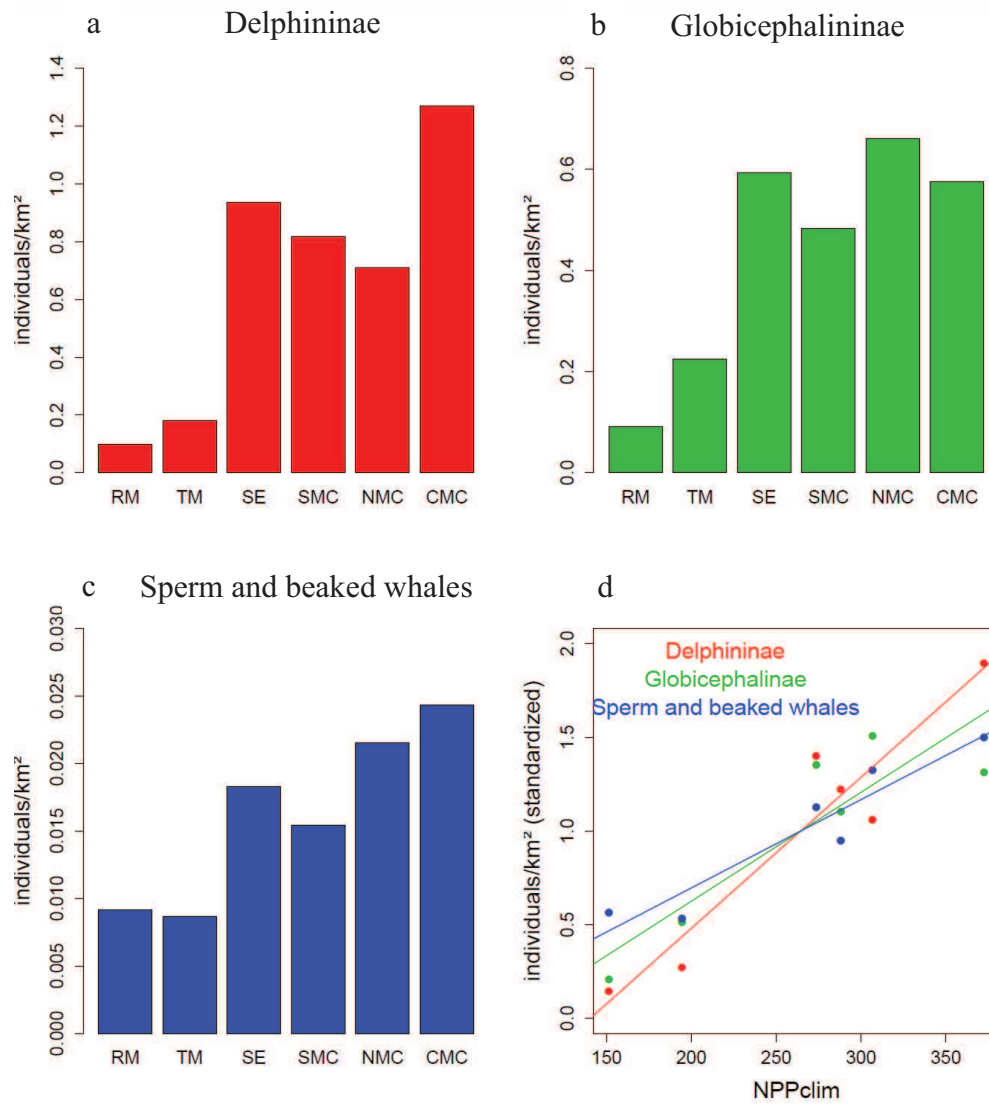 a Delphininae
individuals/km²
0.0 0.2 0.4 0.6 0.8 1.0 1.2 1.4
RM TM SE SMC NMC CMC
b Globicephalininae
individuals/km²
0.0 0.2 0.4 0.6 0.8
RM TM SE SMC NMC CMC
c Sperm and beaked whales
individuals/km²
0.000 0.005 0.010 0.015 0.020 0.025 0.030
RM TM SE SMC NMC CMC
d
Delphininae
Globicephalinae
Sperm and beaked whales
individuals/km² (standardized)
0.0 0.5 1.0 1.5 2.0
150 200 250 300 350
NPPclim